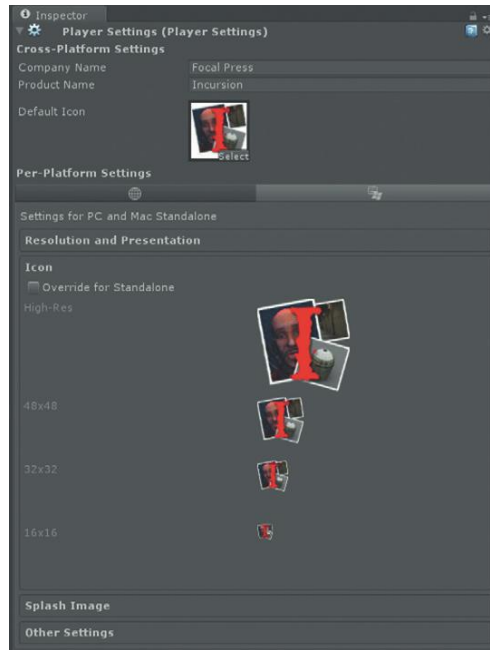 Inspector
Player Settings (Player Settings)
Cross-Platform Settings
Company Name Focal Press
Product Name Incursion
Default Icon
I
Select
Per-Platform Settings
Settings for PC and Mac Standalone
Resolution and Presentation
Icon
Override for Standalone
High-Res
I
48x48
I
32x32
I
16x16
I
Splash Image
Other Settings